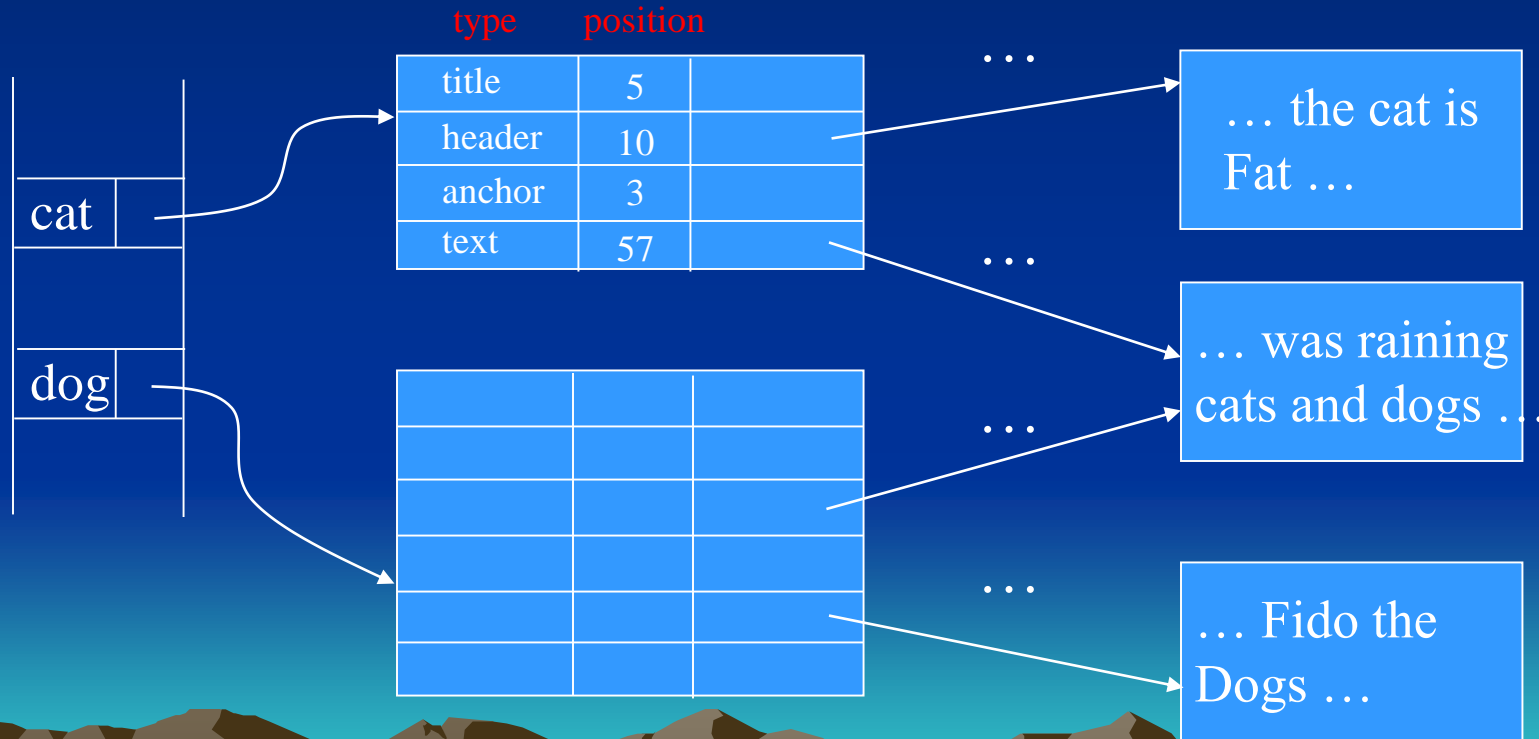 type position
title 5
header 10
anchor 3
text 57
cat
dog
…
…
…
…
… the cat is
Fat …
… was raining
cats and dogs …
… Fido the
Dogs …